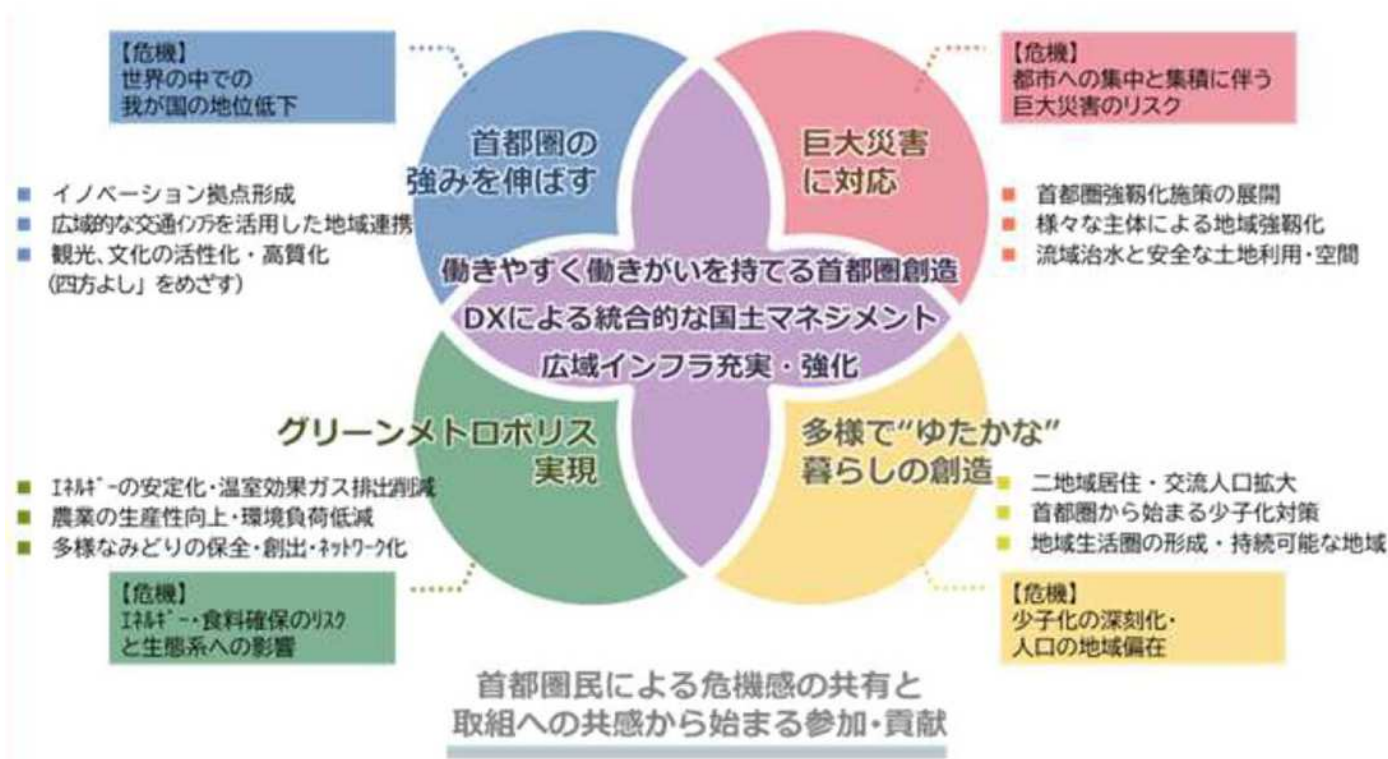 【危機】
世界の中での
我が国の地位低下
首都圏の
強みを伸ばす
イノベーション拠点形成
広域的な交通インフラを活用した地域連携
観光、文化の活性化・高質化
(四方よし」をめざす)
【危機】
都市への集中と集積に伴う
巨大災害のリスク
巨大災害
に対応
首都圏強靱化施策の展開
様々な主体による地域強靱化
流域治水と安全な土地利用・空間
働きやすく働きがいを持てる首都圏創造
DXによる統合的な国土マネジメント
広域インフラ充実・強化
グリーンメトロポリス
実現
エネルギーの安定化・温室効果ガス排出削減
農業の生産性向上・環境負荷低減
多様なみどりの保全・創出・ネットワーク化
【危機】
エネルギー・食料確保のリスク
と生態系への影響
多様で“ゆたかな”
暮らしの創造
二地域居住・交流人口拡大
首都圏から始まる少子化対策
地域生活圏の形成・持続可能な地域
【危機】
少子化の深刻化・
人口の地域偏在
首都圏民による危機感の共有と
取組への共感から始まる参加・貢献